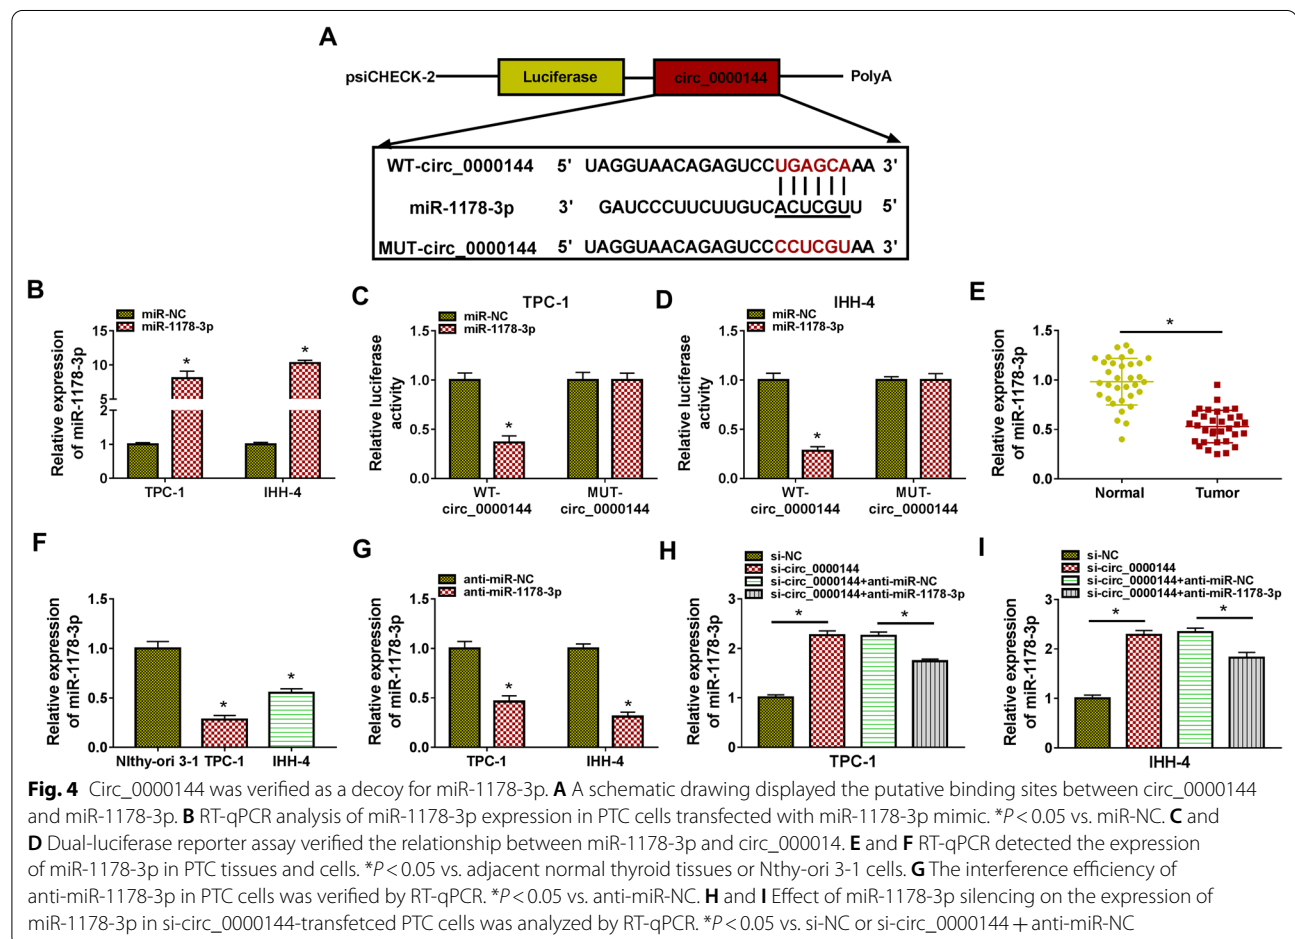 A
psiCHECK-2
Luciferase
circ_0000144
PolyA
WT-circ_0000144 5' UAGGUAACAGAGUCCUGAGCAAA 3'
miR-1178-3p 3' GAUCCCUUCUUGUCACUCGUU 5'
MUT-circ_0000144 5' UAGGUAACAGAGUCCCCUCGUAA 3'
B
miR-NC
miR-1178-3p
Relative expression
of miR-1178-3p
15
10
5
2
1
0
*
*
TPC-1
IHH-4
C
TPC-1
miR-NC
miR-1178-3p
Relative luciferase
activity
1.5
1.0
0.5
0.0
*
WT-
circ_0000144
MUT-
circ_0000144
D
IHH-4
miR-NC
miR-1178-3p
Relative luciferase
activity
1.5
1.0
0.5
0.0
*
WT-
circ_0000144
MUT-
circ_0000144
E
Relative expression
of miR-1178-3p
1.5
1.0
0.5
0.0
*
Normal
Tumor
F
Relative expression
of miR-1178-3p
1.5
1.0
0.5
0.0
*
*
Nlthy-ori 3-1
TPC-1
IHH-4
G
anti-miR-NC
anti-miR-1178-3p
Relative expression
of miR-1178-3p
1.5
1.0
0.5
0.0
*
*
TPC-1
IHH-4
H
si-NC
si-circ_0000144
si-circ_0000144+anti-miR-NC
si-circ_0000144+anti-miR-1178-3p
Relative expression
of miR-1178-3p
3
2
1
0
*
*
TPC-1
I
si-NC
si-circ_0000144
si-circ_0000144+anti-miR-NC
si-circ_0000144+anti-miR-1178-3p
Relative expression
of miR-1178-3p
3
2
1
0
*
*
IHH-4
Fig. 4 Circ_0000144 was verified as a decoy for miR-1178-3p. A A schematic drawing displayed the putative binding sites between circ_0000144
and miR-1178-3p. B RT-qPCR analysis of miR-1178-3p expression in PTC cells transfected with miR-1178-3p mimic. *P < 0.05 vs. miR-NC. C and
D Dual-luciferase reporter assay verified the relationship between miR-1178-3p and circ_000014. E and F RT-qPCR detected the expression
of miR-1178-3p in PTC tissues and cells. *P < 0.05 vs. adjacent normal thyroid tissues or Nthy-ori 3-1 cells. G The interference efficiency of
anti-miR-1178-3p in PTC cells was verified by RT-qPCR. *P < 0.05 vs. anti-miR-NC. H and I Effect of miR-1178-3p silencing on the expression of
miR-1178-3p in si-circ_0000144-transfetced PTC cells was analyzed by RT-qPCR. *P < 0.05 vs. si-NC or si-circ_0000144 + anti-miR-NC